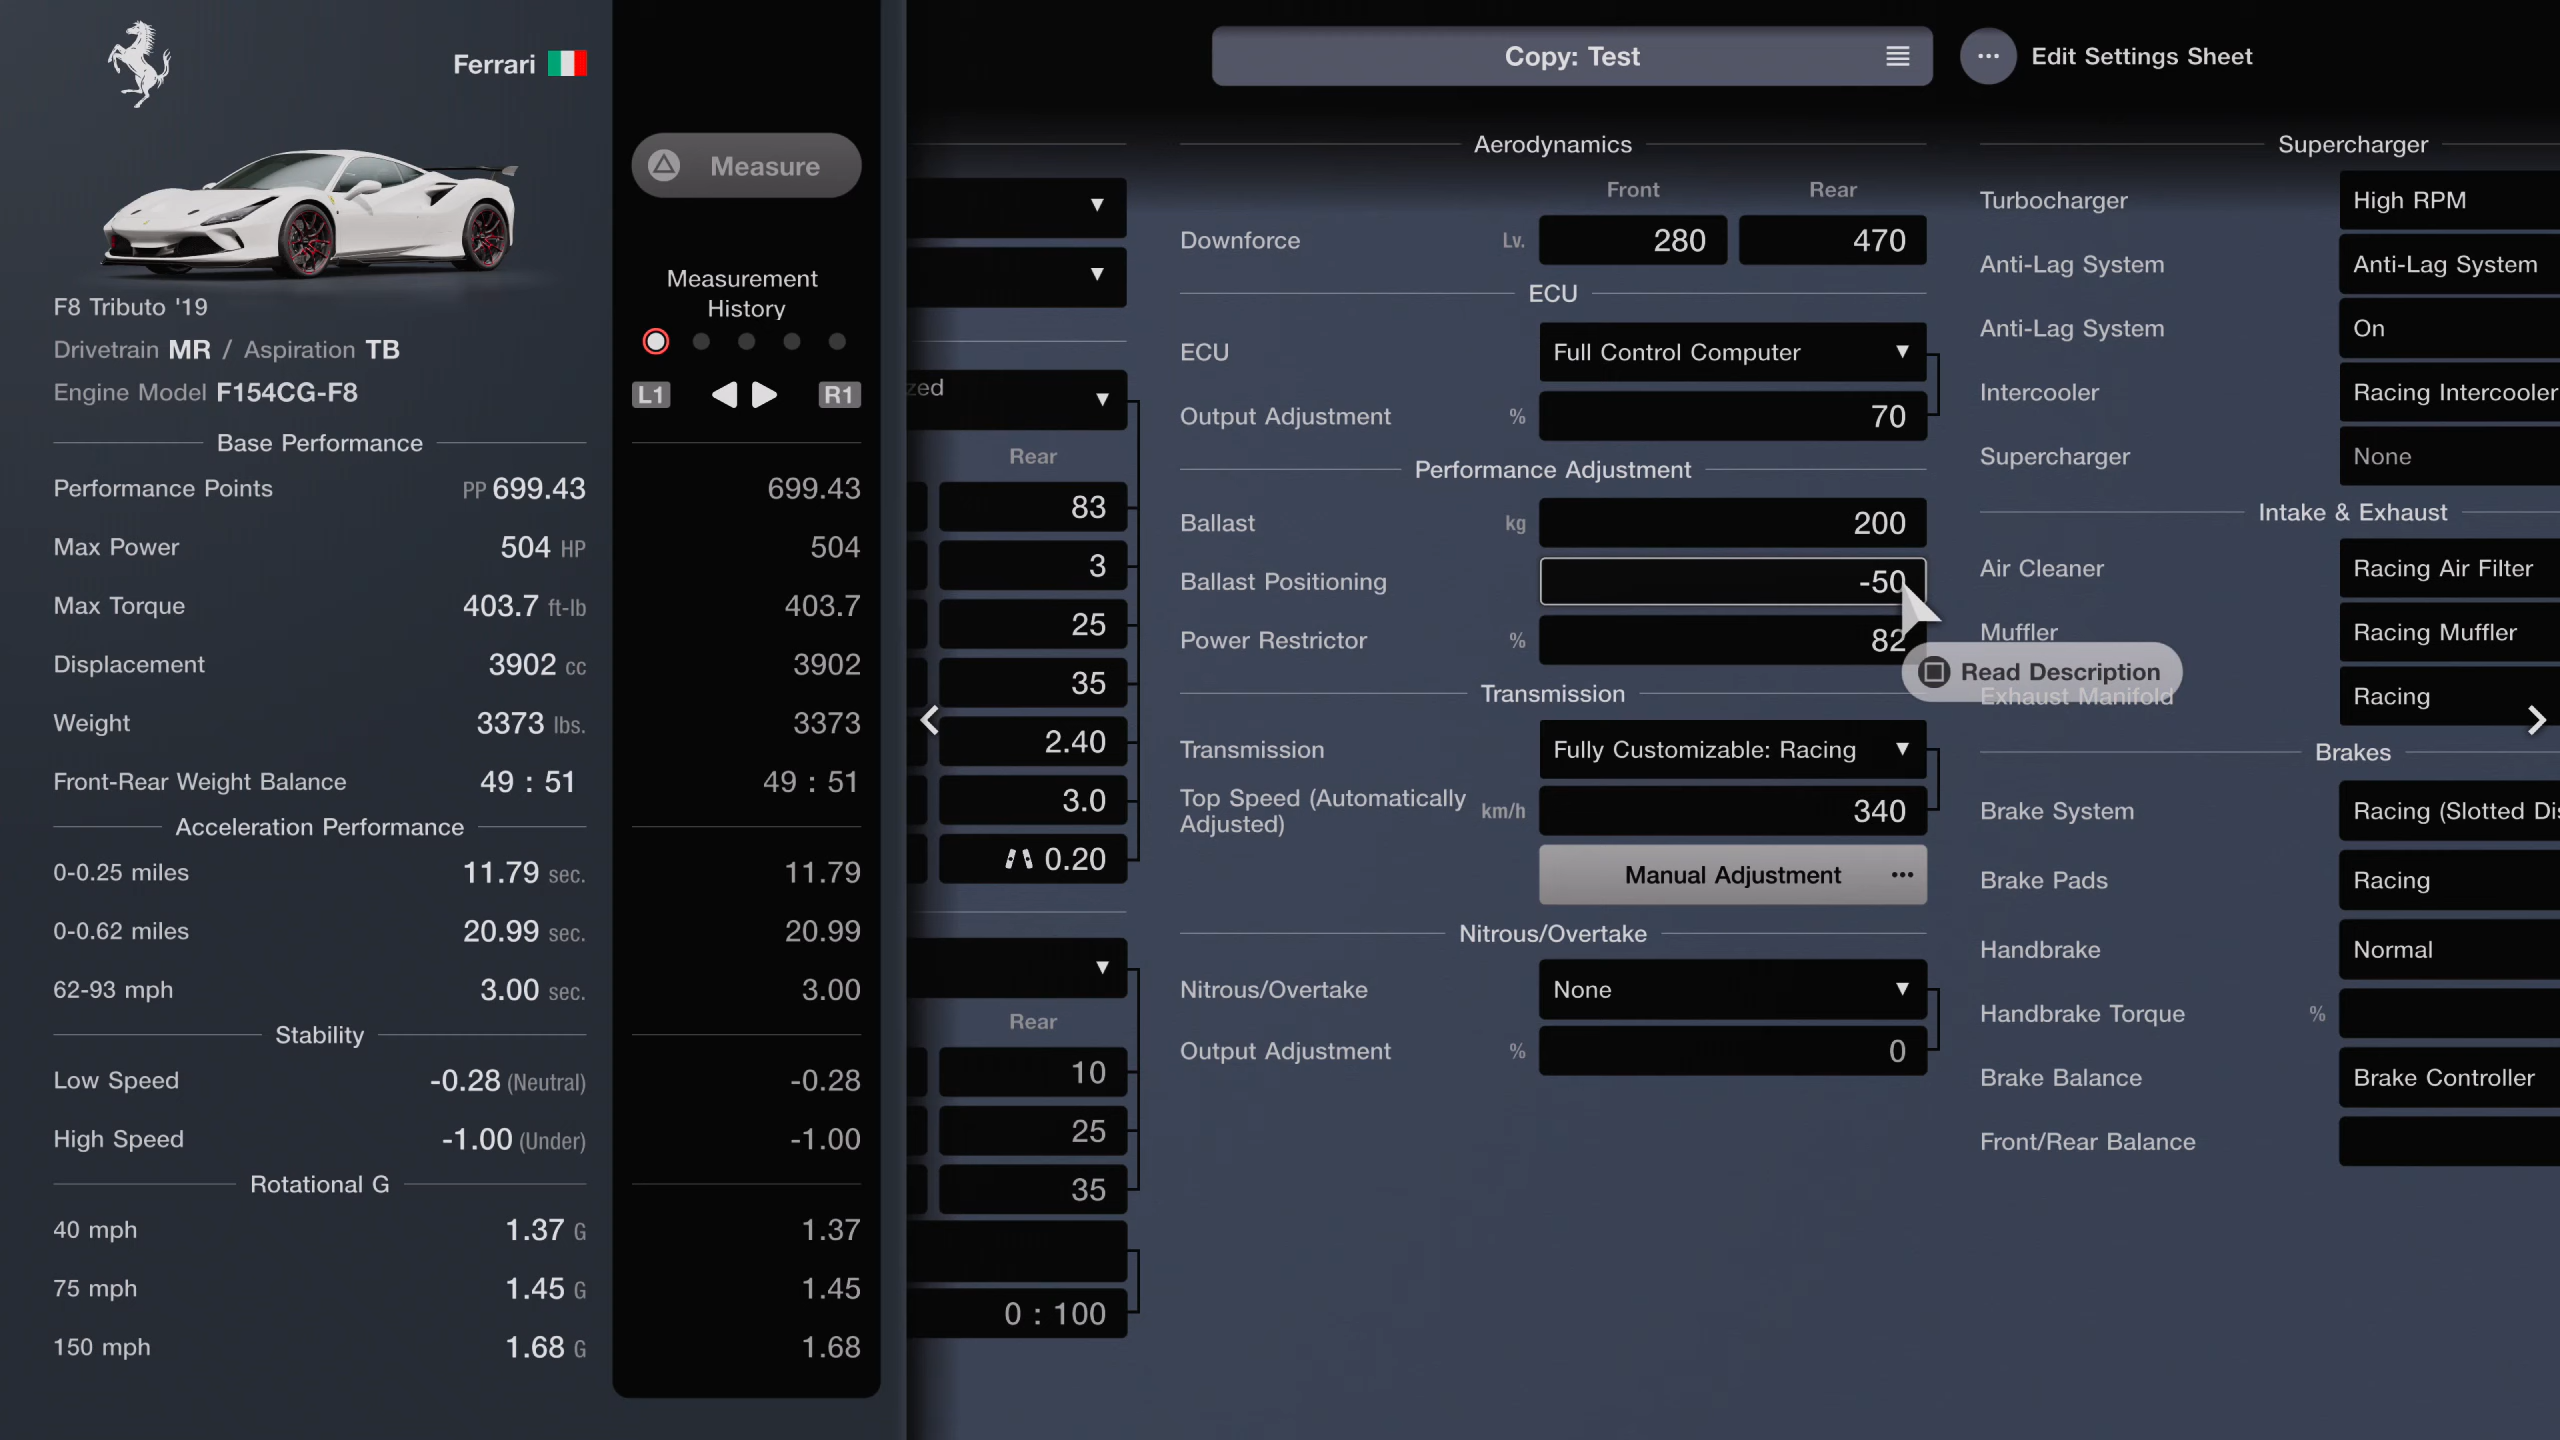 Ferrari
F8 Tributo '19
Drivetrain MR / Aspiration TB
Engine Model F154CG-F8
Base Performance
Performance Points PP 699.43
Max Power 504 HP
Max Torque 403.7 ft-lb
Displacement 3902 cc
Weight 3373 lbs.
Front-Rear Weight Balance 49 : 51
Acceleration Performance
0-0.25 miles 11.79 sec.
0-0.62 miles 20.99 sec.
62-93 mph 3.00 sec.
Stability
Low Speed -0.28 (Neutral)
High Speed -1.00 (Under)
Rotational G
40 mph 1.37 G
75 mph 1.45 G
150 mph 1.68 G
Measure
Measurement
History
L1 R1
699.43
504
403.7
3902
3373
49 : 51
11.79
20.99
3.00
-0.28
-1.00
1.37
1.45
1.68
zed
Rear
83
3
25
35
2.40
3.0
0.20
Rear
10
25
35
0 : 100
Copy: Test
Edit Settings Sheet
Aerodynamics
Front Rear
Downforce Lv. 280 470
ECU
ECU Full Control Computer
Output Adjustment % 70
Performance Adjustment
Ballast kg 200
Ballast Positioning -50
Power Restrictor % 82
Transmission
Transmission Fully Customizable: Racing
Top Speed (Automatically
Adjusted) km/h 340
Manual Adjustment
Nitrous/Overtake
Nitrous/Overtake None
Output Adjustment % 0
Supercharger
Turbocharger High RPM
Anti-Lag System Anti-Lag System
Anti-Lag System On
Intercooler Racing Intercooler
Supercharger None
Intake & Exhaust
Air Cleaner Racing Air Filter
Muffler Racing Muffler
Read Description
Exhaust Manifold Racing
Brakes
Brake System Racing (Slotted Dis
Brake Pads Racing
Handbrake Normal
Handbrake Torque %
Brake Balance Brake Controller
Front/Rear Balance